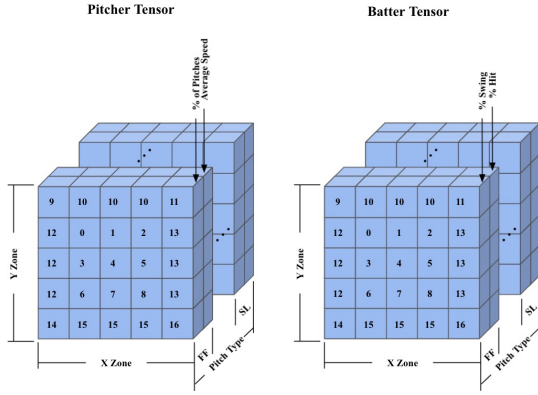 Pitcher Tensor
% of Pitches
Average Speed
9 10 10 10 11
12 0 1 2 13
12 3 4 5 13
12 6 7 8 13
14 15 15 15 16
Y Zone
X Zone
FF
SL
Pitch Type
Batter Tensor
% Swing
% Hit
9 10 10 10 11
12 0 1 2 13
12 3 4 5 13
12 6 7 8 13
14 15 15 15 16
Y Zone
X Zone
FF
SL
Pitch Type